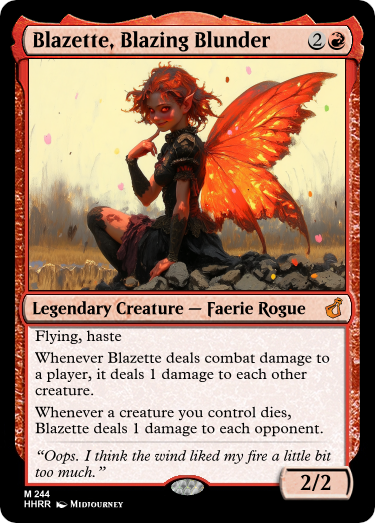 Blazette, Blazing Blunder 2
Legendary Creature — Faerie Rogue
Flying, haste
Whenever Blazette deals combat damage to
a player, it deals 1 damage to each other
creature.
Whenever a creature you control dies,
Blazette deals 1 damage to each opponent.
“Oops. I think the wind liked my fire a little bit
too much.”
2/2
M 244
HHRR Midjourney